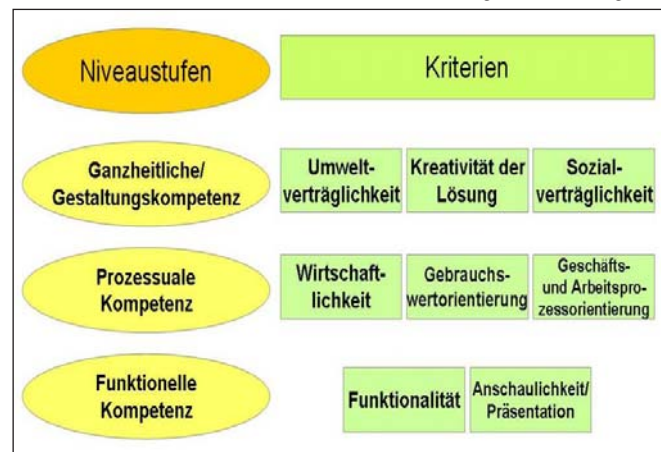 Niveaustufen
Kriterien
Ganzheitliche/
Gestaltungskompetenz
Umwelt-
verträglichkeit
Kreativität der
Lösung
Sozial-
verträglichkeit
Prozessuale
Kompetenz
Wirtschaft-
lichkeit
Gebrauchs-
wertorientierung
Geschäfts-
und Arbeitspro-
zessorientierung
Funktionelle
Kompetenz
Funktionalität
Anschaulichkeit/
Präsentation